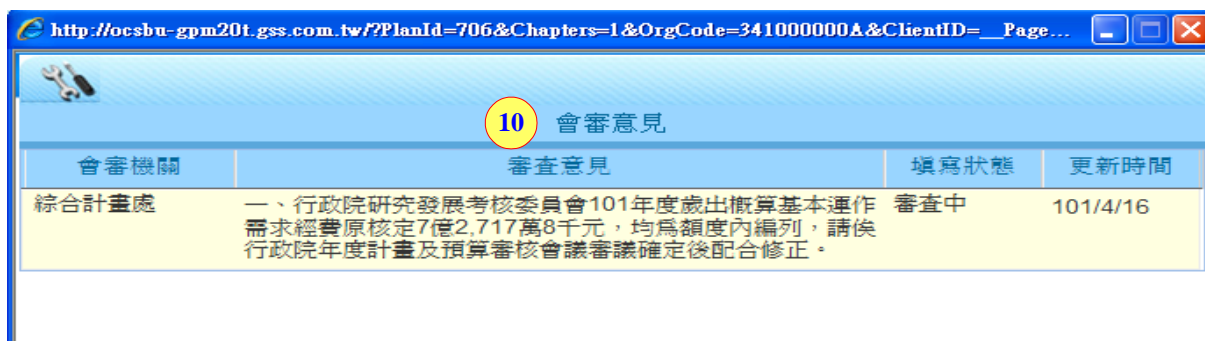 http://ocsbu-gpm20t.gss.com.tw/?PlanId=706&Chapters=1&OrgCode=341000000A&ClientID=__Page...
10 會審意見
會審機關 審查意見 填寫狀態 更新時間
綜合計畫處 一、行政院研究發展考核委員會101年度歲出概算基本運作 審查中 101/4/16
需求經費原核定7億2,717萬8千元，均為額度內編列，請俟
行政院年度計畫及預算審核會議審議確定後配合修正。